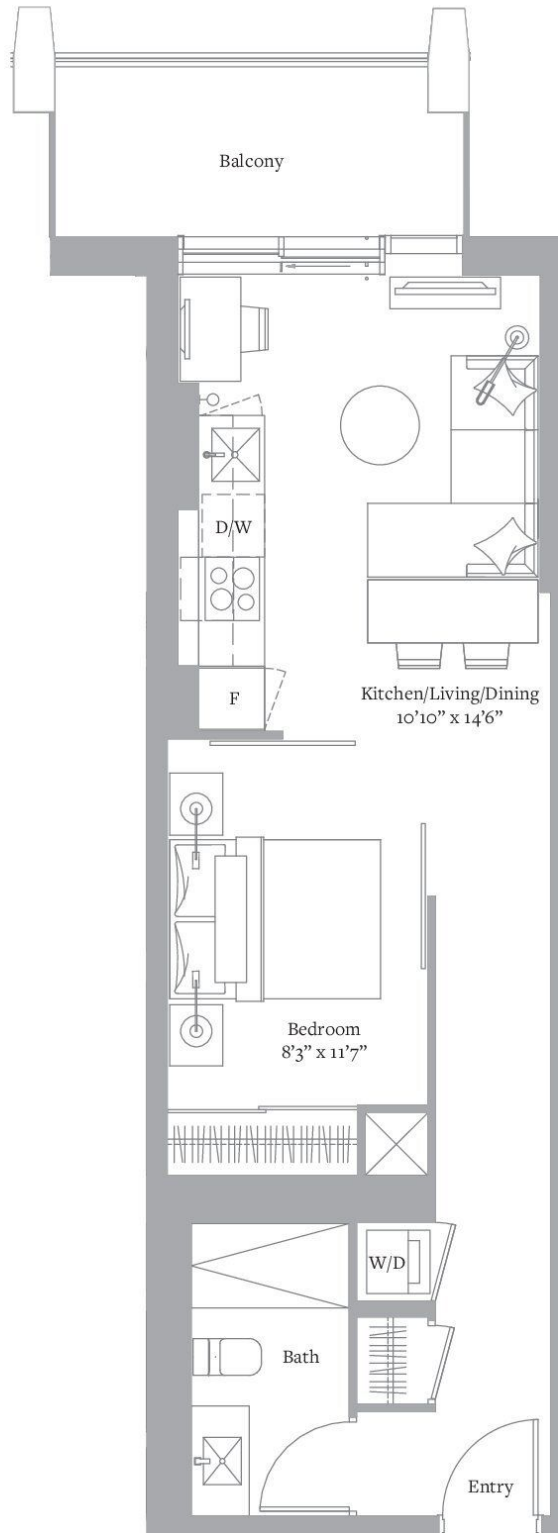 Balcony
D/W
F
Kitchen/Living/Dining
10’10” x 14’6”
Bedroom
8’3” x 11’7”
W/D
Bath
Entry